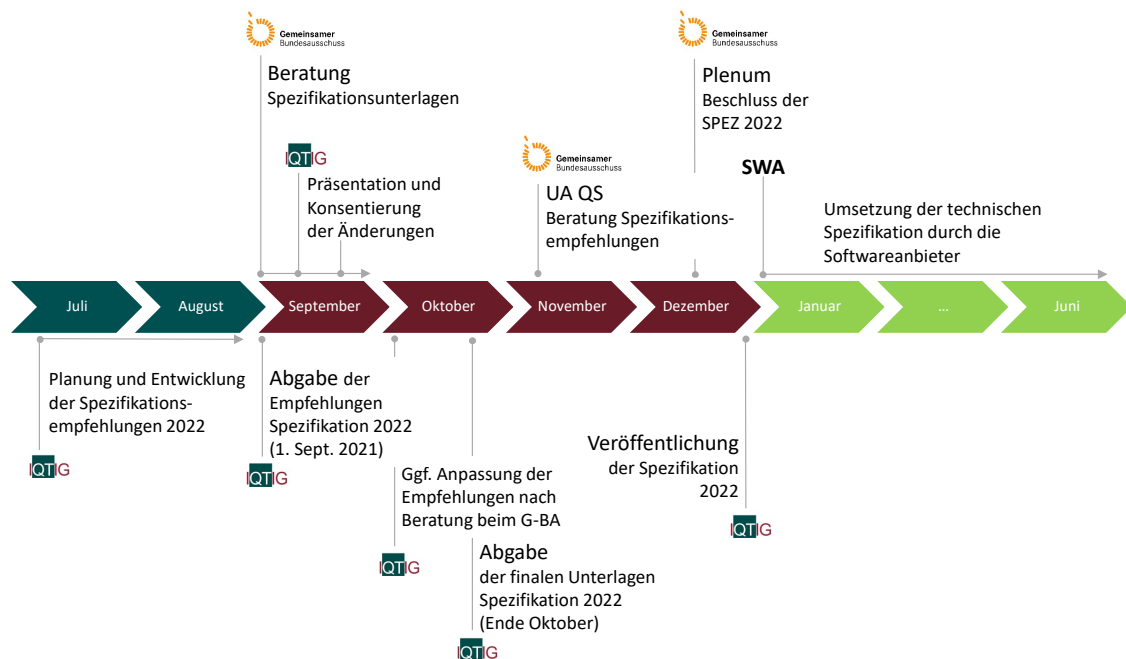 Gemeinsamer
Bundesausschuss
Beratung
Spezifikationsunterlagen
IQTIG
Präsentation und
Konsentierung
der Änderungen
Gemeinsamer
Bundesausschuss
UA QS
Beratung Spezifikations-
empfehlungen
Gemeinsamer
Bundesausschuss
Plenum
Beschluss der
SPEZ 2022
SWA
Umsetzung der technischen
Spezifikation durch die
Softwareanbieter
Juli
August
September
Oktober
November
Dezember
Januar
...
Juni
Planung und Entwicklung
der Spezifikations-
empfehlungen 2022
IQTIG
Abgabe der
Empfehlungen
Spezifikation 2022
(1. Sept. 2021)
IQTIG
Ggf. Anpassung der
Empfehlungen nach
Beratung beim G-BA
IQTIG
Abgabe
der finalen Unterlagen
Spezifikation 2022
(Ende Oktober)
IQTIG
Veröffentlichung
der Spezifikation
2022
IQTIG